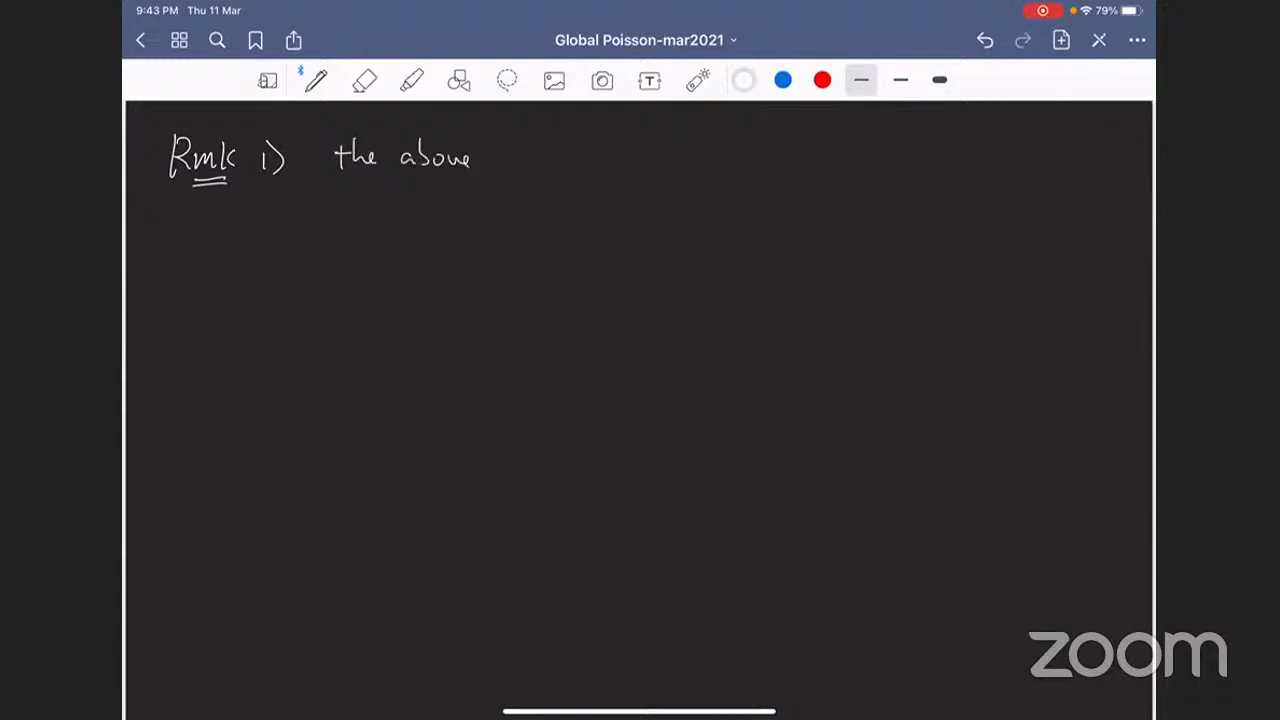 9:43 PM Thu 11 Mar 79%
Global Poisson-mar2021
T
Rmk 1) the above
zoom